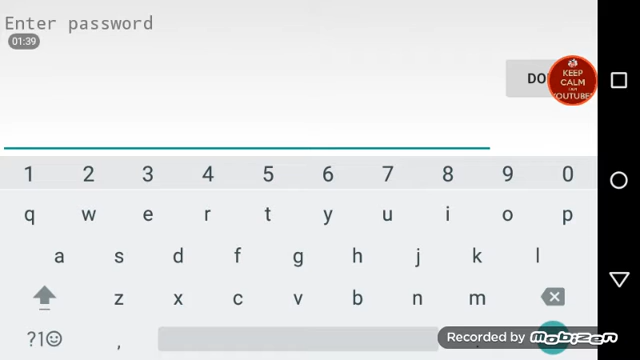 Enter password
01:39
DO
KEEP
CALM
YOUTUBE
1 2 3 4 5 6 7 8 9 0
q w e r t y u i o p
a s d f g h j k l
z x c v b n m
?1 ,
Recorded by mobizen